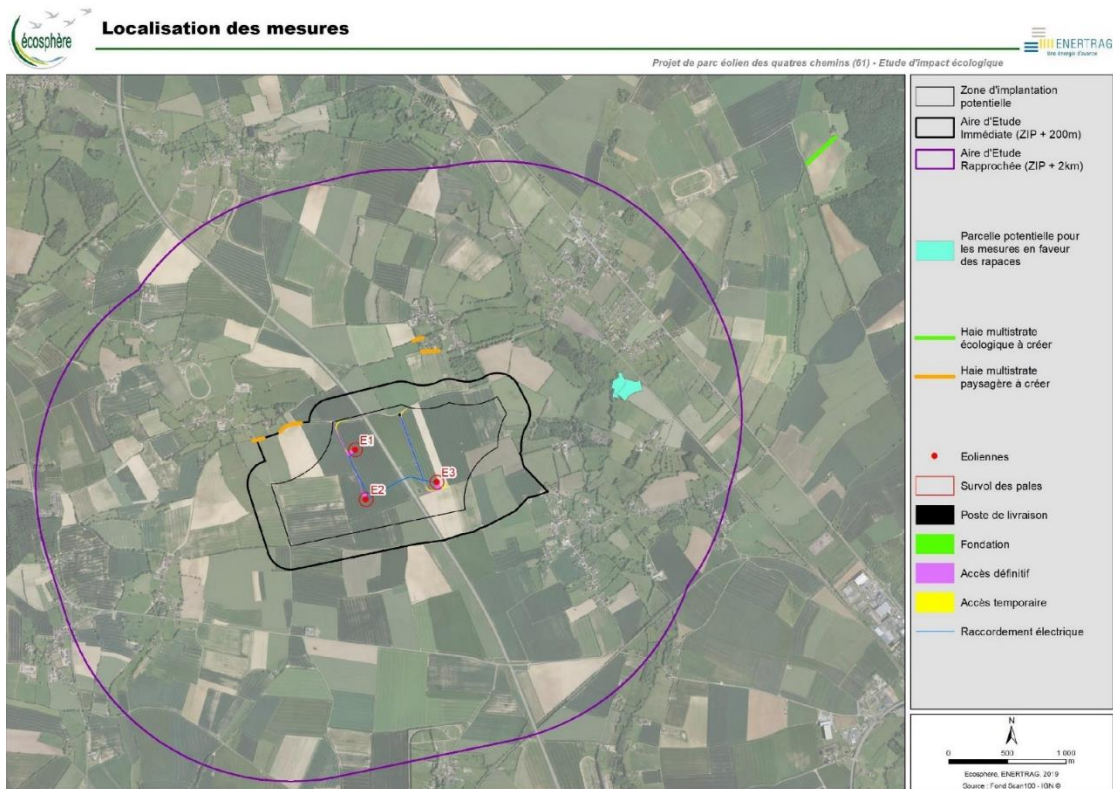 écosphère
Localisation des mesures
ENERTRAG
Projet de parc éolien des quatres chemins (61) - Etude d'impact écologique
Zone d'implantation
potentielle
Aire d'Etude
Immédiate (ZIP + 200m)
Aire d'Etude
Rapprochée (ZIP + 2km)
Parcelle potentielle pour
les mesures en faveur
des rapaces
Haie multistrate
écologique à créer
Haie multistrate
paysagère à créer
Eoliennes
Survol des pales
Poste de livraison
Fondation
Accès définitif
Accès temporaire
Raccordement électrique
E1
E2
E3
N
0 500 1 000
m
Ecosphère, ENERTRAG, 2019
Source : Fond Scan100 - IGN ©